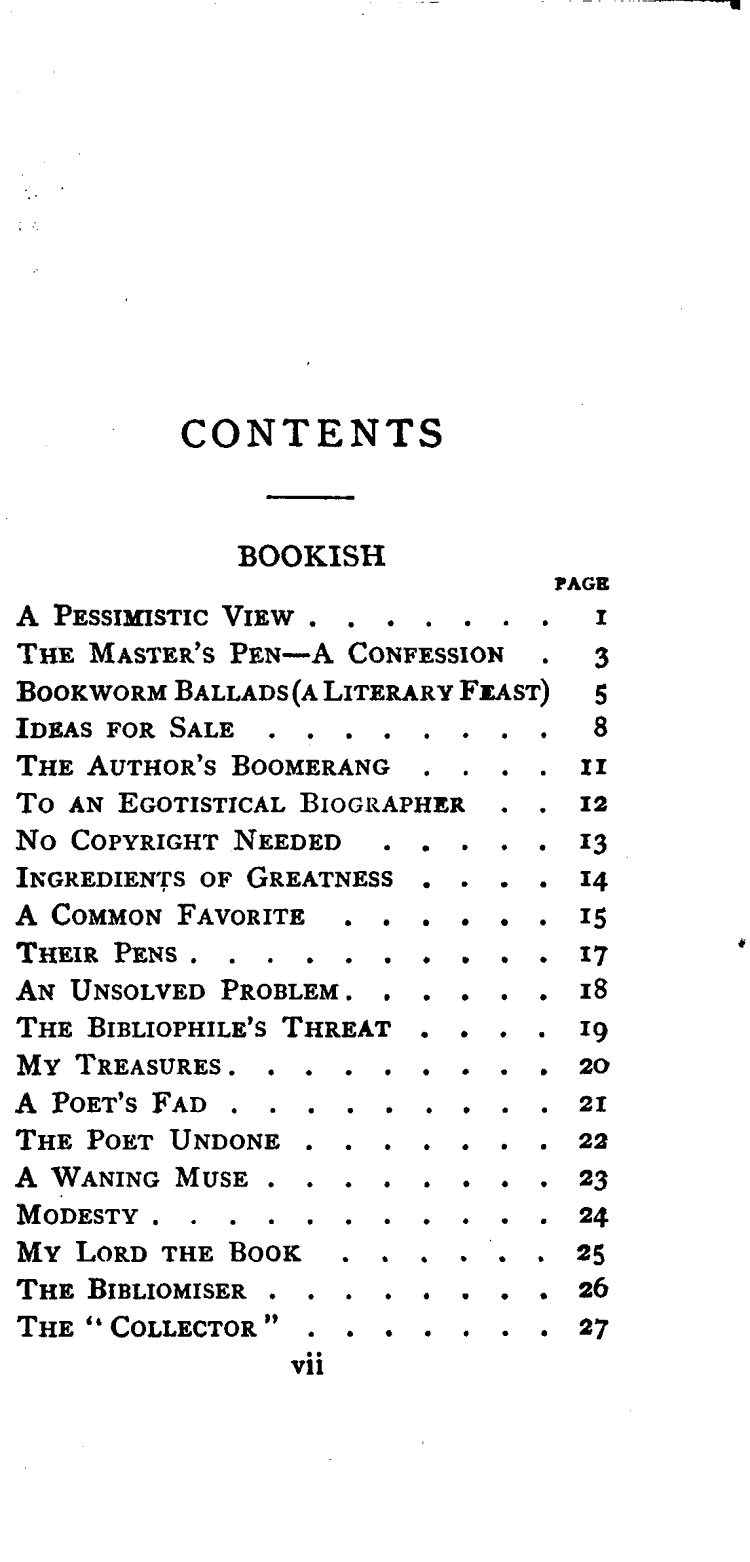 CONTENTS
BOOKISH
PAGE
A Pessimistic View . . . . . . . 1
The Master's Pen—A Confession . 3
Bookworm Ballads (a Literary Feast) 5
Ideas for Sale . . . . . . . . 8
The Author's Boomerang . . . . 11
To an Egotistical Biographer . . 12
No Copyright Needed . . . . . 13
Ingredients of Greatness . . . . 14
A Common Favorite . . . . . . 15
Their Pens . . . . . . . . . . 17
An Unsolved Problem . . . . . . 18
The Bibliophile's Threat . . . . 19
My Treasures . . . . . . . . . 20
A Poet's Fad . . . . . . . . . 21
The Poet Undone . . . . . . . 22
A Waning Muse . . . . . . . . 23
Modesty . . . . . . . . . . . 24
My Lord the Book . . . . . . 25
The Bibliomiser . . . . . . . . 26
The "Collector" . . . . . . . 27
vii